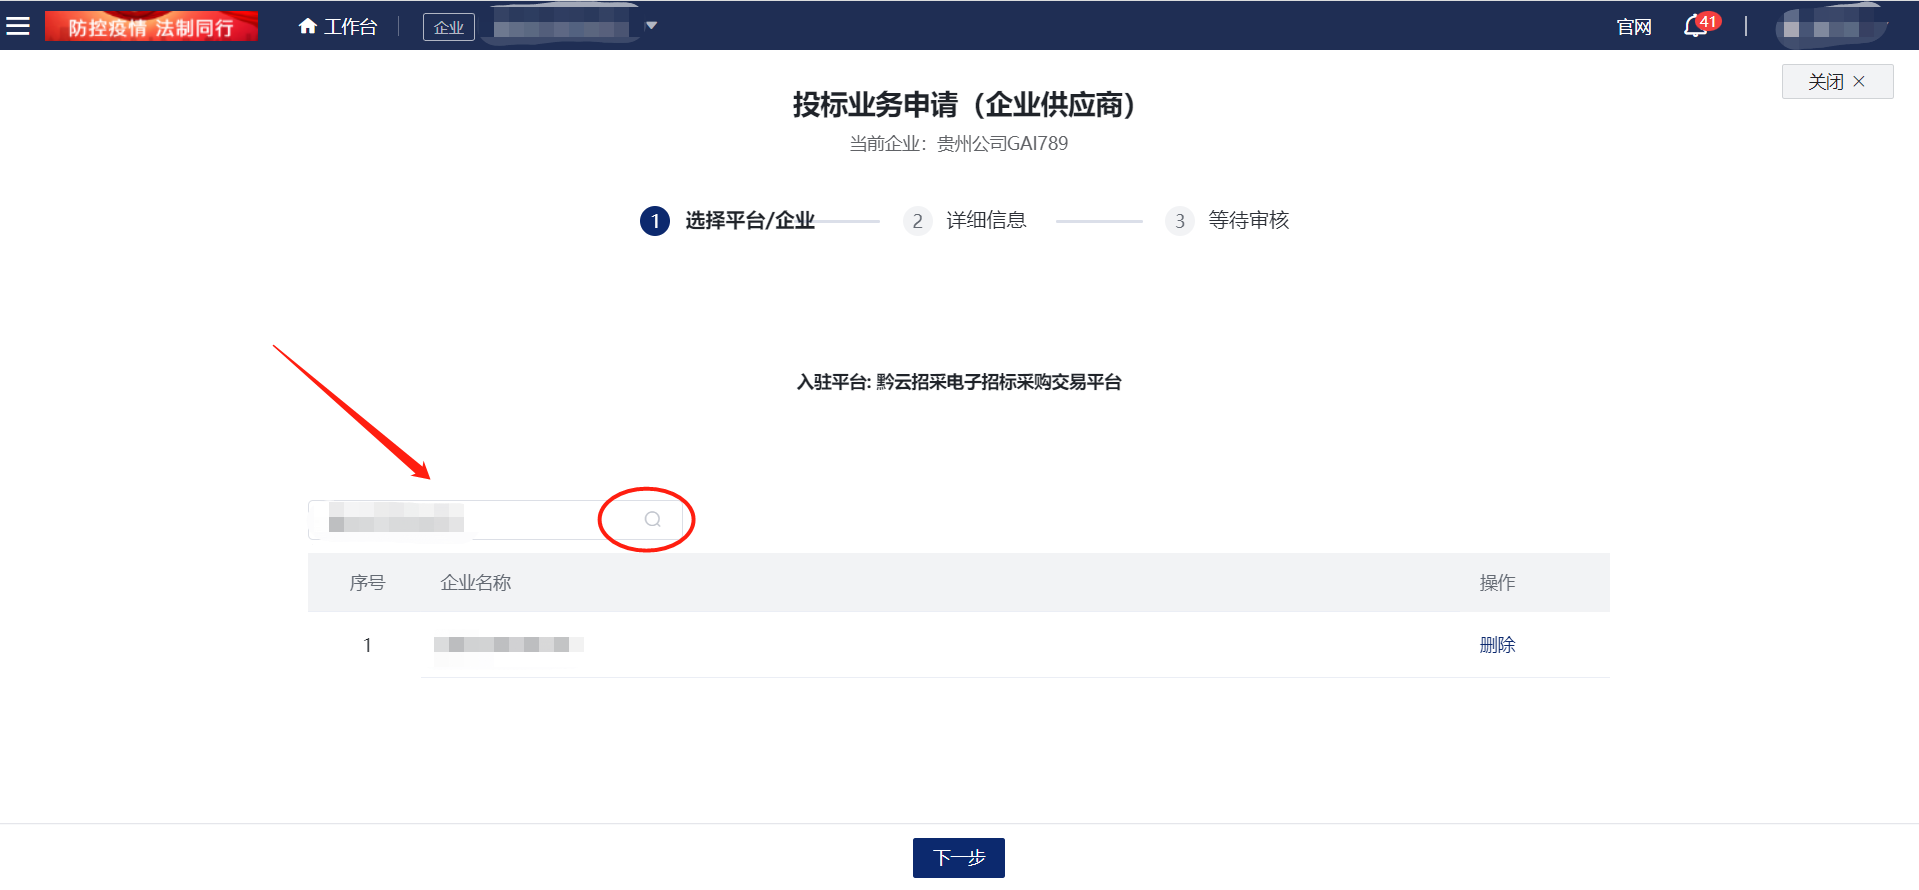 防控疫情 法制同行
工作台
企业
官网
41
关闭
投标业务申请（企业供应商）
当前企业：贵州公司GAI789
1 选择平台/企业
2 详细信息
3 等待审核
入驻平台: 黔云招采电子招标采购交易平台
序号 企业名称 操作
1 删除
下一步